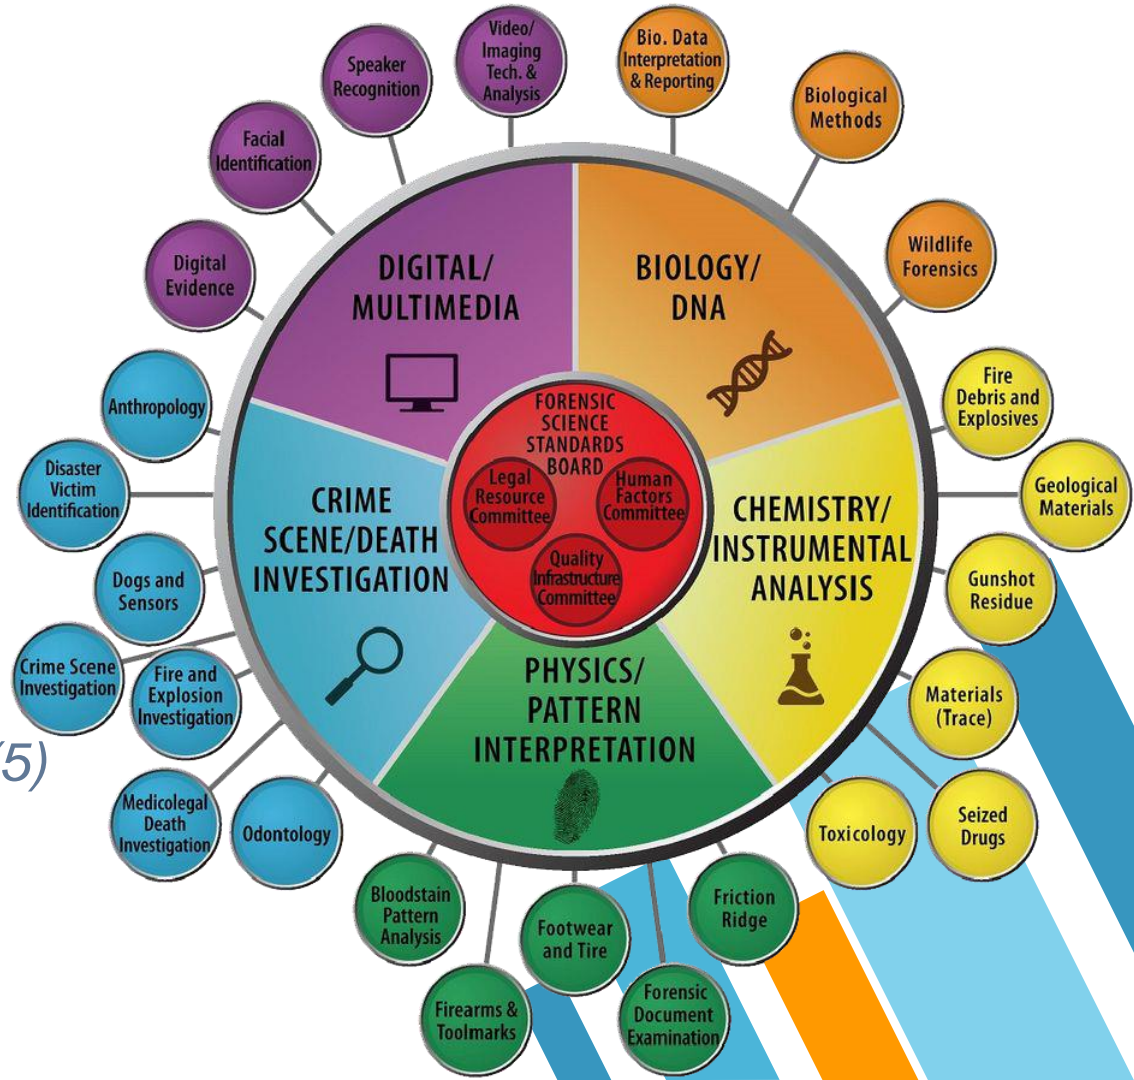 Video/
Imaging
Tech. &
Analysis
Bio. Data
Interpretation
& Reporting
Speaker
Recognition
Biological
Methods
Facial
Identification
Wildlife
Forensics
Digital
Evidence
DIGITAL/
MULTIMEDIA
BIOLOGY/
DNA
Anthropology
Fire
Debris and
Explosives
FORENSIC
SCIENCE
STANDARDS
BOARD
Legal
Resource
Committee
Human
Factors
Committee
Quality
Infrastructure
Committee
Disaster
Victim
Identification
Geological
Materials
CRIME
SCENE/DEATH
INVESTIGATION
CHEMISTRY/
INSTRUMENTAL
ANALYSIS
Dogs and
Sensors
Gunshot
Residue
Crime Scene
Investigation
Fire and
Explosion
Investigation
PHYSICS/
PATTERN
INTERPRETATION
Materials
(Trace)
5)
Medicolegal
Death
Investigation
Odontology
Toxicology
Seized
Drugs
Bloodstain
Pattern
Analysis
Footwear
and Tire
Friction
Ridge
Firearms &
Toolmarks
Forensic
Document
Examination